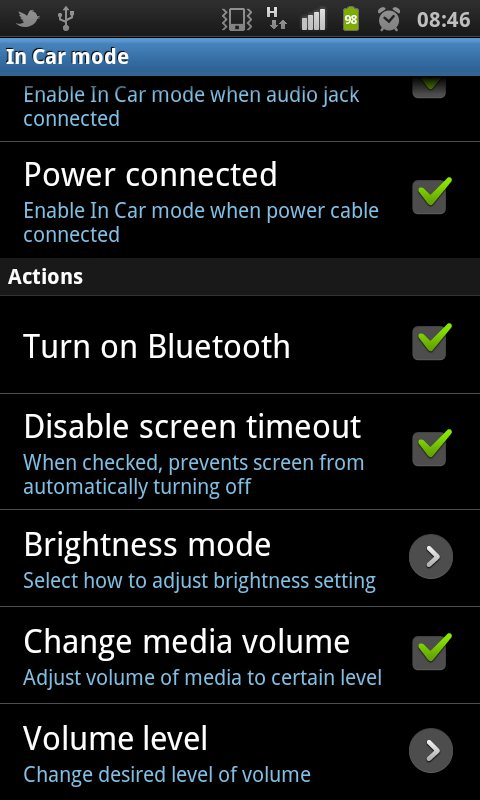 H
98
08:46
In Car mode
Enable In Car mode when audio jack
connected
Power connected
Enable In Car mode when power cable
connected
Actions
Turn on Bluetooth
Disable screen timeout
When checked, prevents screen from
automatically turning off
Brightness mode
Select how to adjust brightness setting
Change media volume
Adjust volume of media to certain level
Volume level
Change desired level of volume